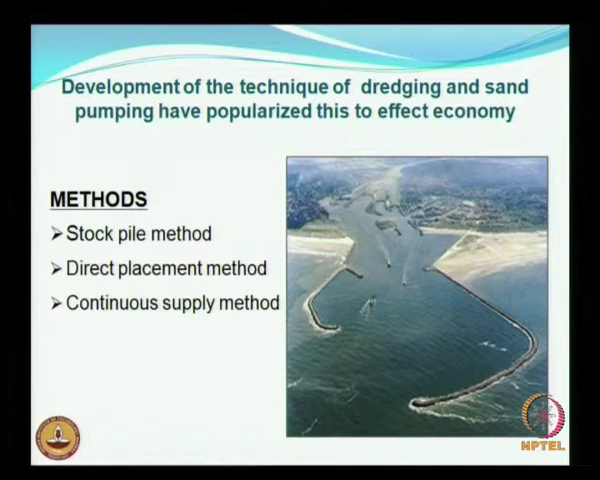 Development of the technique of dredging and sand
pumping have popularized this to effect economy
METHODS
➢Stock pile method
➢Direct placement method
➢Continuous supply method
NPTEL